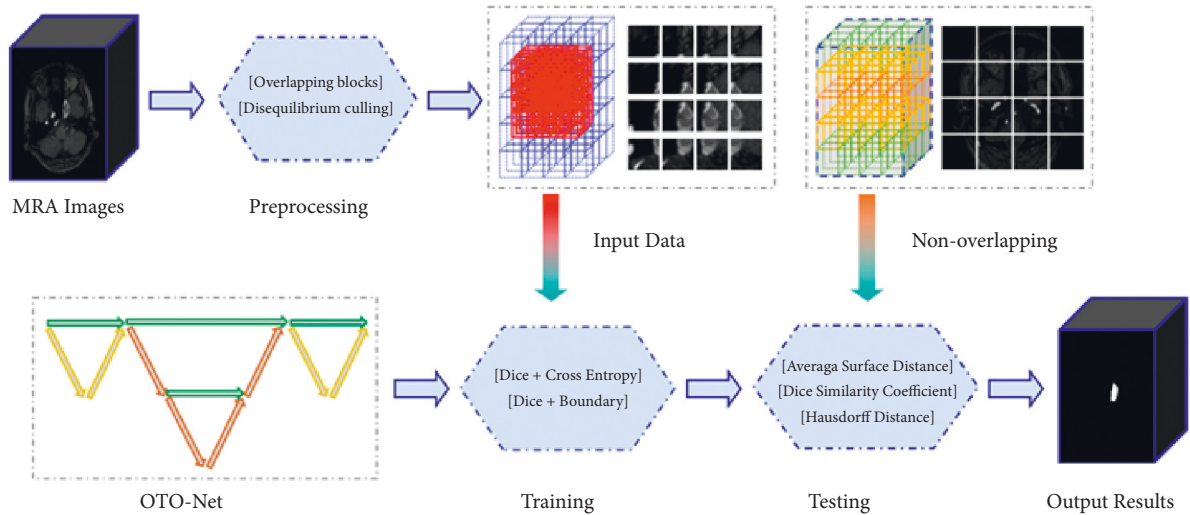 [Overlapping blocks]
[Disequilibrium culling]
MRA Images
Preprocessing
Input Data
Non-overlapping
[Dice + Cross Entropy]
[Dice + Boundary]
[Averaga Surface Distance]
[Dice Similarity Coefficient]
[Hausdorff Distance]
OTO-Net
Training
Testing
Output Results